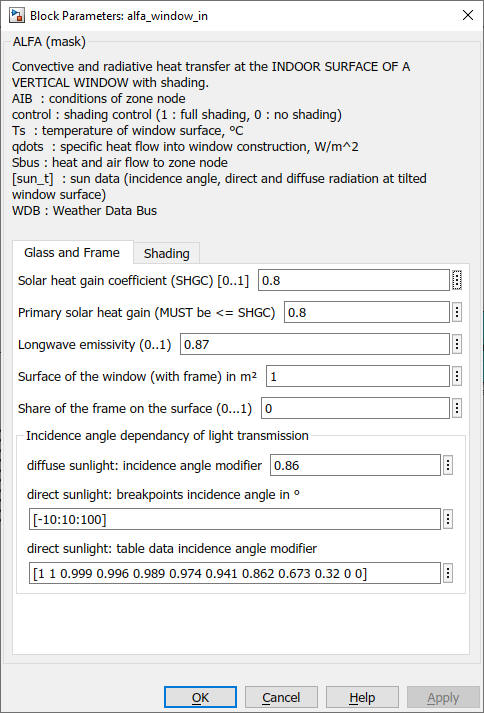 Block Parameters: alfa_window_in
ALFA (mask)
Convective and radiative heat transfer at the INDOOR SURFACE OF A
VERTICAL WINDOW with shading.
AIB  : conditions of zone node
control : shading control (1 : full shading, 0 : no shading)
Ts  : temperature of window surface, ºC
qdots  : specific heat flow into window construction, W/m^2
Sbus : heat and air flow to zone node
[sun_t]  : sun data (incidence angle, direct and diffuse radiation at tilted
window surface)
WDB : Weather Data Bus
Glass and Frame Shading
Solar heat gain coefficient (SHGC) [0..1] 0.8
Primary solar heat gain (MUST be <= SHGC) 0.8
Longwave emissivity (0..1) 0.87
Surface of the window (with frame) in m² 1
Share of the frame on the surface (0...1) 0
Incidence angle dependancy of light transmission
diffuse sunlight: incidence angle modifier 0.86
direct sunlight: breakpoints incidence angle in º
[-10:10:100]
direct sunlight: table data incidence angle modifier
[1 1 0.999 0.996 0.989 0.974 0.941 0.862 0.673 0.32 0 0]
OK Cancel Help Apply